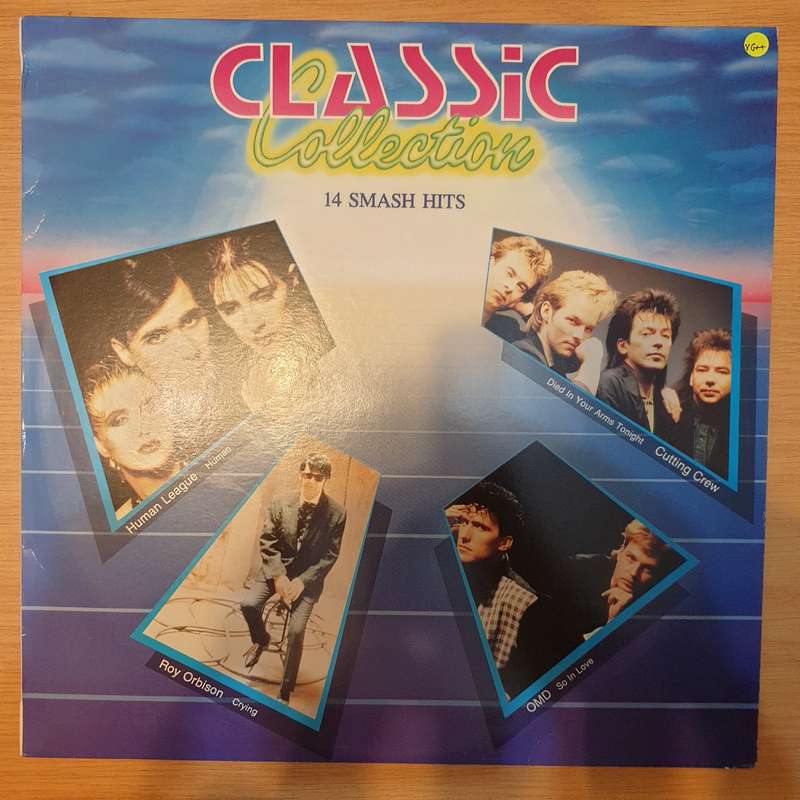 CLASSiC
Collection
14 SMASH HITS
VG++
Human League Human
Died In Your Arms Tonight Cutting Crew
Roy Orbison Crying
OMD So In Love